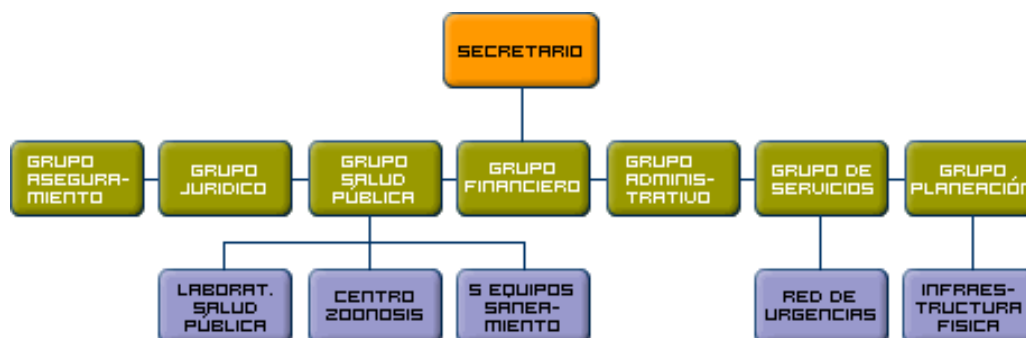 SECRETARIO
GRUPO
ASEGURA-
MIENTO
GRUPO
JURIDICO
GRUPO
SALUD
PÚBLICA
GRUPO
FINANCIERO
GRUPO
ADMINIS-
TRATIVO
GRUPO DE
SERVICIOS
GRUPO
PLANEACIÓN
LABORAT.
SALUD
PÚBLICA
CENTRO
ZOONOSIS
5 EQUIPOS
SANEA-
MIENTO
RED DE
URGENCIAS
INFRAES-
TRUCTURA
FISICA